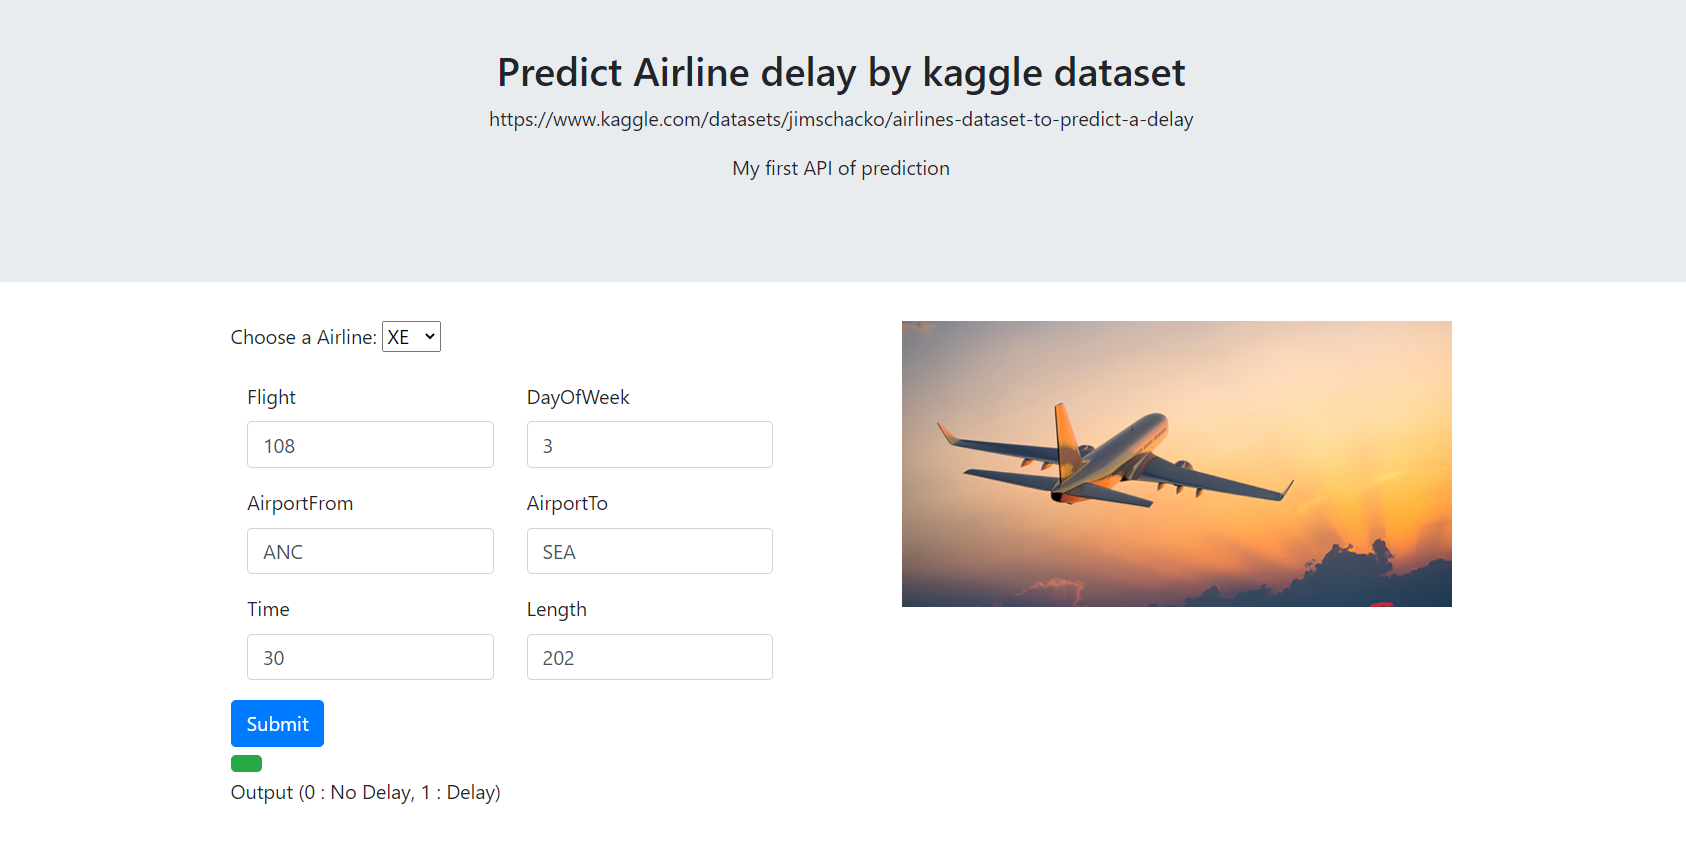 Predict Airline delay by kaggle dataset
https://www.kaggle.com/datasets/jimschacko/airlines-dataset-to-predict-a-delay
My first API of prediction
Choose a Airline: XE
Flight DayOfWeek
108 3
AirportFrom AirportTo
ANC SEA
Time Length
30 202
Submit
Output (0 : No Delay, 1 : Delay)